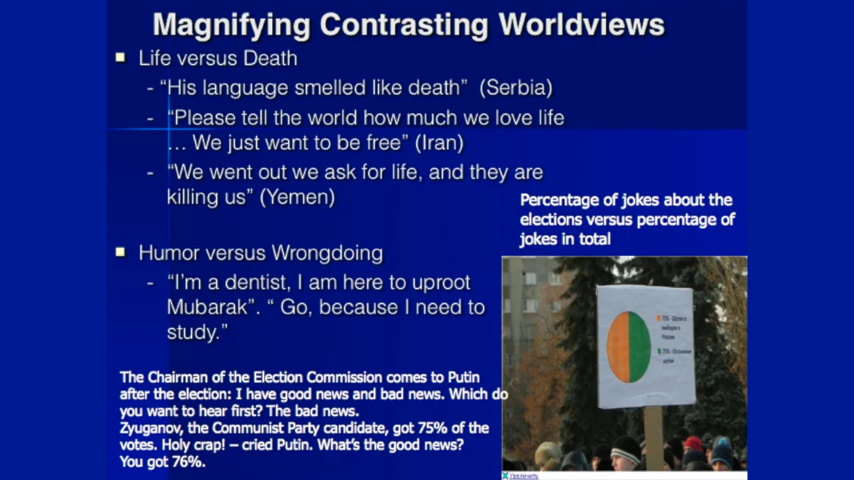 Magnifying Contrasting Worldviews
Life versus Death
- “His language smelled like death” (Serbia)
- “Please tell the world how much we love life
… We just want to be free” (Iran)
- “We went out we ask for life, and they are
killing us” (Yemen)
Percentage of jokes about the
elections versus percentage of
jokes in total
Humor versus Wrongdoing
- “I’m a dentist, I am here to uproot
Mubarak”. “ Go, because I need to
study.”
The Chairman of the Election Commission comes to Putin
after the election: I have good news and bad news. Which do
you want to hear first? The bad news.
Zyuganov, the Communist Party candidate, got 75% of the
votes. Holy crap! – cried Putin. What’s the good news?
You got 76%.